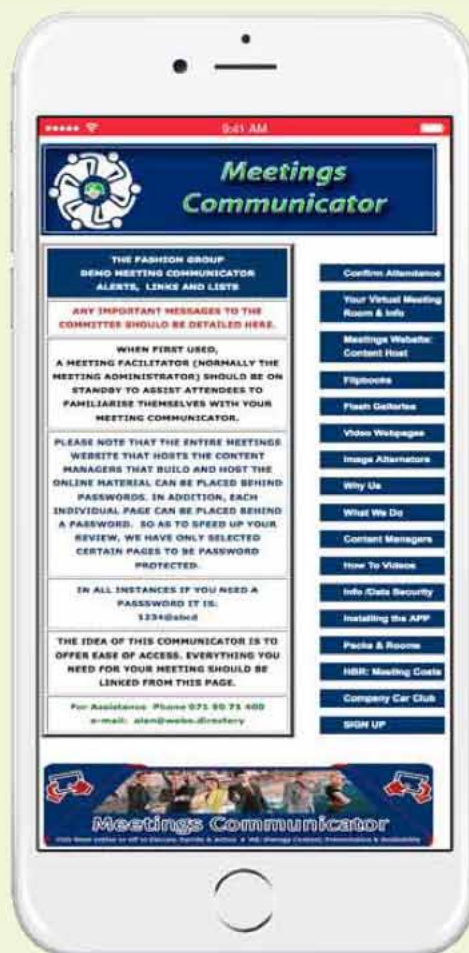 9:41 AM
Meetings
Communicator
THE FASHION GROUP
DEMO MEETING COMMUNICATOR
ALERTS, LINKS AND LISTS
ANY IMPORTANT MESSAGES TO THE
COMMITTEE SHOULD BE DETAILED HERE.
WHEN FIRST USED,
A MEETING FACILITATOR (NORMALLY THE
MEETING ADMINISTRATOR) SHOULD BE ON
STANDBY TO ASSIST ATTENDEES TO
FAMILIARISE THEMSELVES WITH YOUR
MEETING COMMUNICATOR.
PLEASE NOTE THAT THE ENTIRE MEETINGS
WEBSITE THAT HOSTS THE CONTENT
MANAGERS THAT BUILD AND HOST THE
ONLINE MATERIAL CAN BE PLACED BEHIND
PASSWORDS. IN ADDITION, EACH
INDIVIDUAL PAGE CAN BE PLACED BEHIND
A PASSWORD. SO AS TO SPEED UP YOUR
REVIEW, WE HAVE ONLY SELECTED
CERTAIN PAGES TO BE PASSWORD
PROTECTED.
IN ALL INSTANCES IF YOU NEED A
PASSSWORD IT IS:
1234@abcd
THE IDEA OF THIS COMMUNICATOR IS TO
OFFER EASE OF ACCESS. EVERYTHING YOU
NEED FOR YOUR MEETING SHOULD BE
LINKED FROM THIS PAGE.
For Assistance Phone 071 90 71 400
e-mail: alan@webs.directory
Confirm Attendance
Your Virtual Meeting
Room & Info
Meetings Website:
Content Host
Flipbooks
Flash Galleries
Video Webpages
Image Alternators
Why Us
What We Do
Content Managers
How To Videos
Info /Data Security
Installing the APP
Packs & Rooms
HBR: Meeting Costs
Company Car Club
SIGN UP
Meetings Communicator